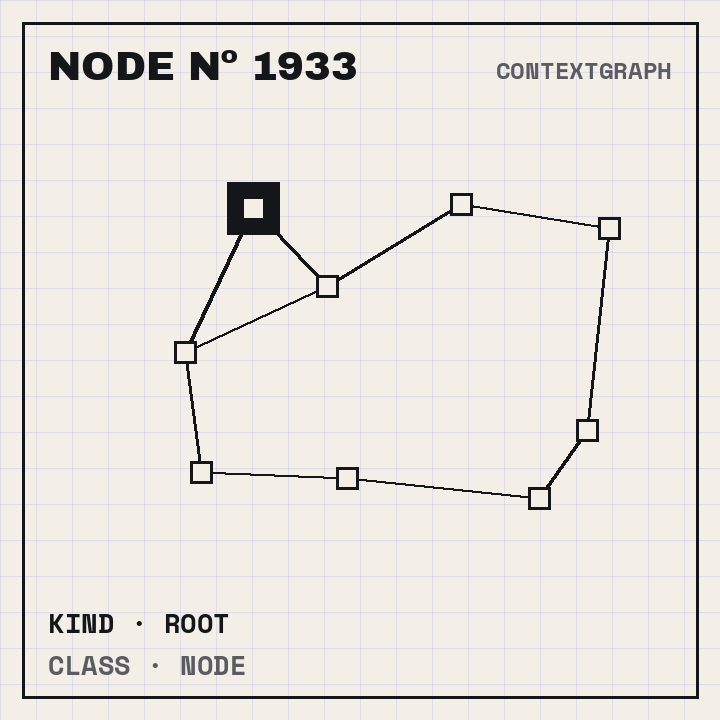 NODE Nº 1933
CONTEXTGRAPH
KIND · ROOT
CLASS · NODE